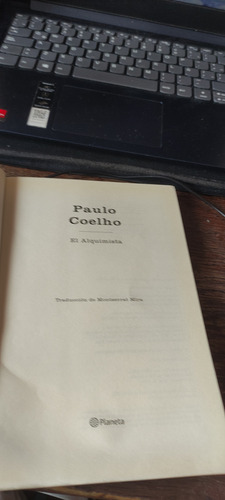 Paulo
Coelho
El Alquimista
Traducción de Montserrat Mira
Planeta